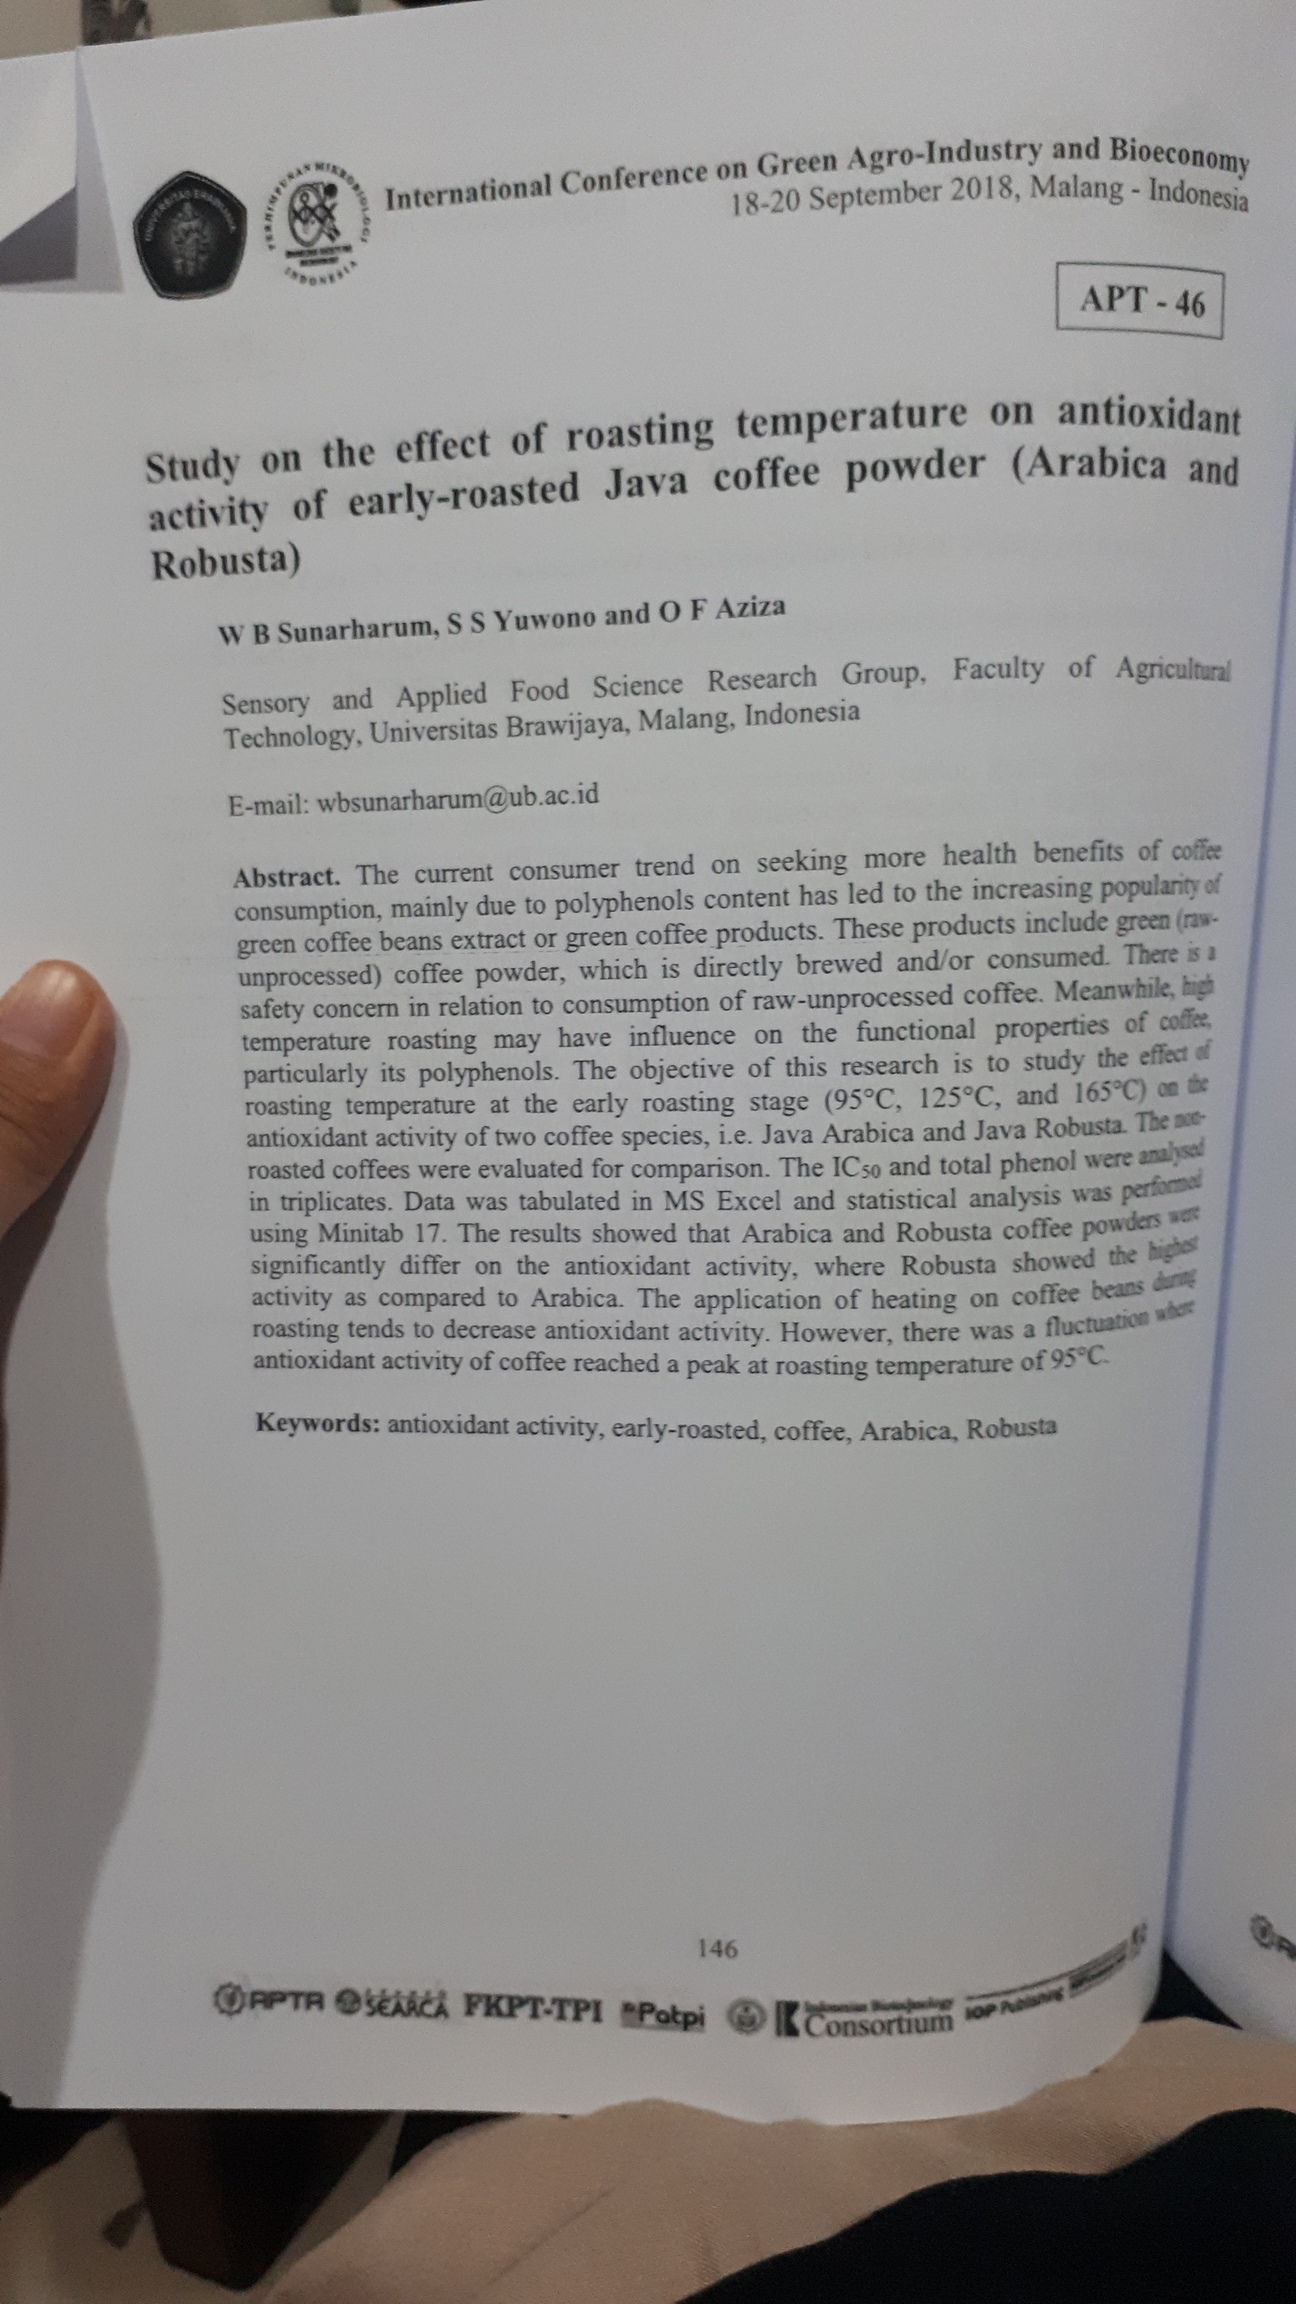 UNIVERSITAS BRAWIJAYA
PERHIMPUNAN MIKROBIOLOGI
INDONESIA
International Conference on Green Agro-Industry and Bioeconomy
18-20 September 2018, Malang - Indonesia
APT - 46
Study on the effect of roasting temperature on antioxidant
activity of early-roasted Java coffee powder (Arabica and
Robusta)
W B Sunarharum, S S Yuwono and O F Aziza
Sensory and Applied Food Science Research Group, Faculty of Agricultural
Technology, Universitas Brawijaya, Malang, Indonesia
E-mail: wbsunarharum@ub.ac.id
Abstract. The current consumer trend on seeking more health benefits of coffee
consumption, mainly due to polyphenols content has led to the increasing popularity of
green coffee beans extract or green coffee products. These products include green (raw-
unprocessed) coffee powder, which is directly brewed and/or consumed. There is a
safety concern in relation to consumption of raw-unprocessed coffee. Meanwhile, high
temperature roasting may have influence on the functional properties of coffee,
particularly its polyphenols. The objective of this research is to study the effect of
roasting temperature at the early roasting stage (95°C, 125°C, and 165°C) on the
antioxidant activity of two coffee species, i.e. Java Arabica and Java Robusta. The non-
roasted coffees were evaluated for comparison. The IC50 and total phenol were analysed
in triplicates. Data was tabulated in MS Excel and statistical analysis was performed
using Minitab 17. The results showed that Arabica and Robusta coffee powders were
significantly differ on the antioxidant activity, where Robusta showed the highest
activity as compared to Arabica. The application of heating on coffee beans during
roasting tends to decrease antioxidant activity. However, there was a fluctuation where
antioxidant activity of coffee reached a peak at roasting temperature of 95°C.
Keywords: antioxidant activity, early-roasted, coffee, Arabica, Robusta
146
APTA SEARCA FKPT-TPI Patpi Indonesian Biotechnology Consortium IOP Publishing